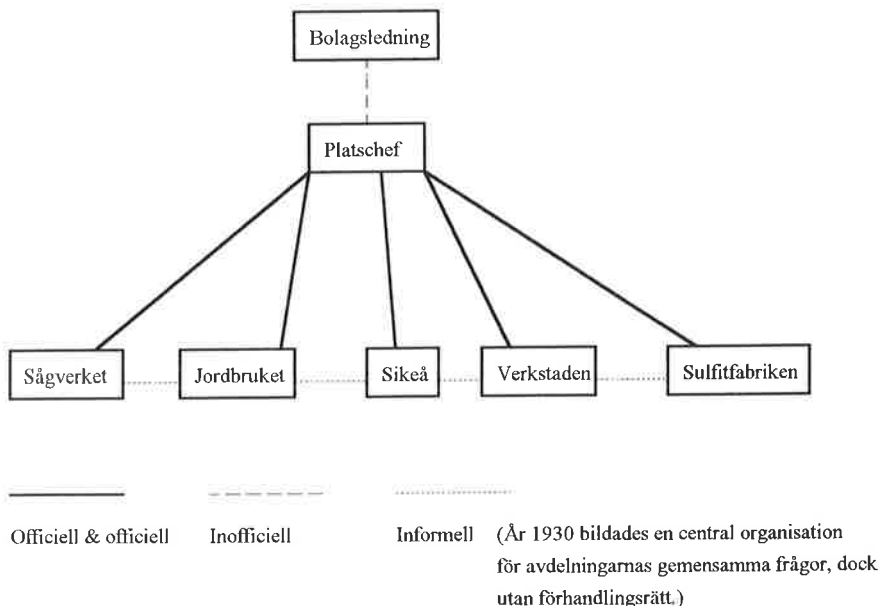 Bolagsledning
Platschef
Sågverket
Jordbruket
Sikeå
Verkstaden
Sulfitfabriken
Officiell & officiell
Inofficiell
Informell
(År 1930 bildades en central organisation
för avdelningarnas gemensamma frågor, dock
utan förhandlingsrätt.)